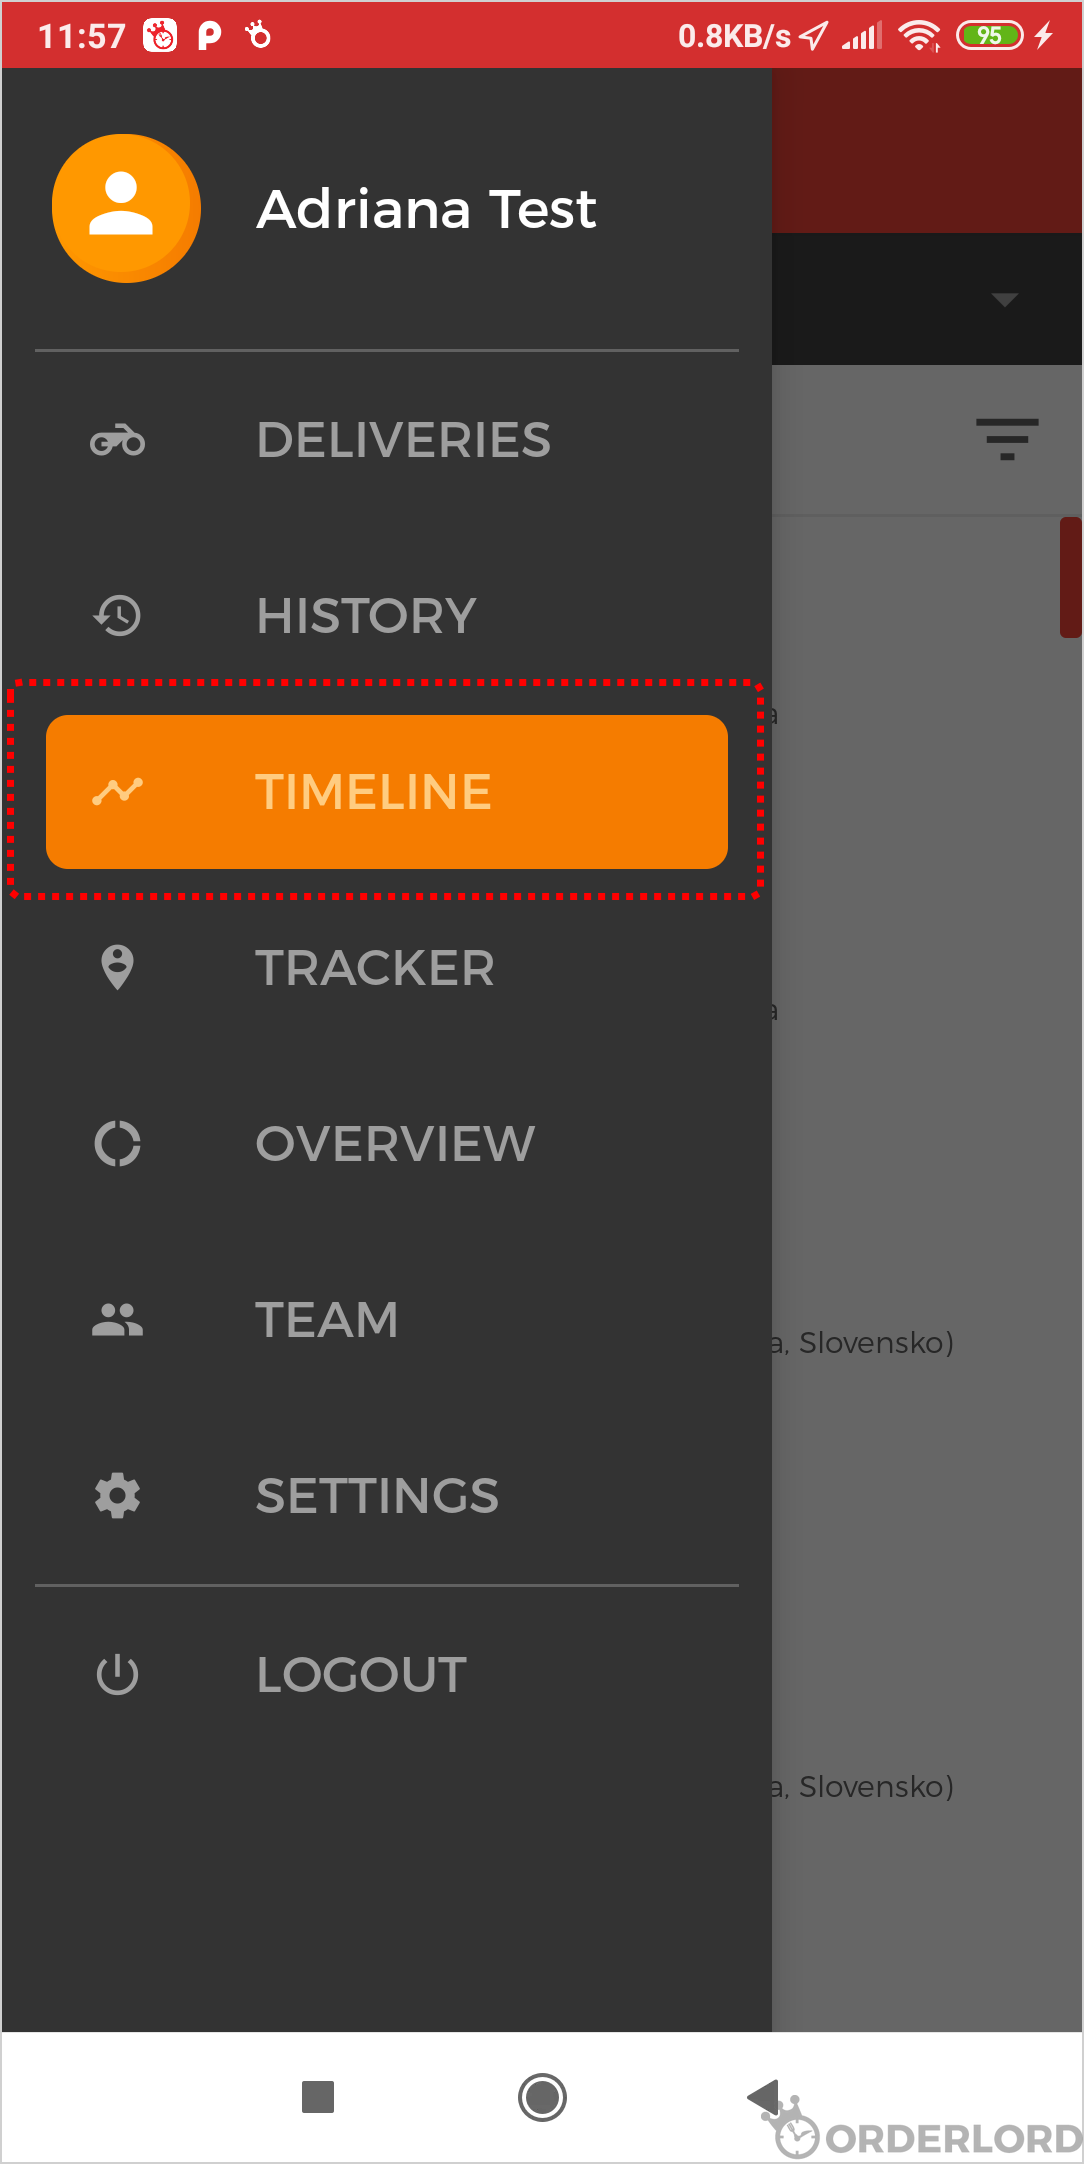 11:57 0.8KB/s 95
Adriana Test
DELIVERIES
HISTORY
a
TIMELINE
TRACKER
a
OVERVIEW
TEAM
a, Slovensko)
SETTINGS
LOGOUT
a, Slovensko)
ORDERLORD